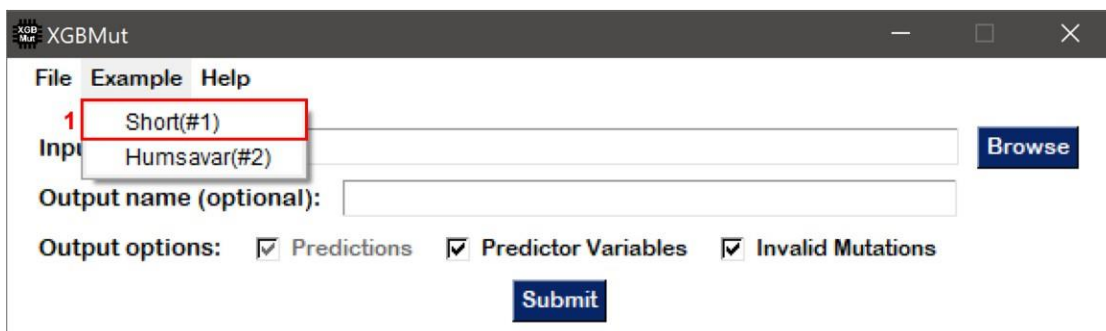 XGB Mut XGBMut
File Example Help
1 Short(#1)
Inpu Humsavar(#2) Browse
Output name (optional):
Output options: Predictions Predictor Variables Invalid Mutations
Submit